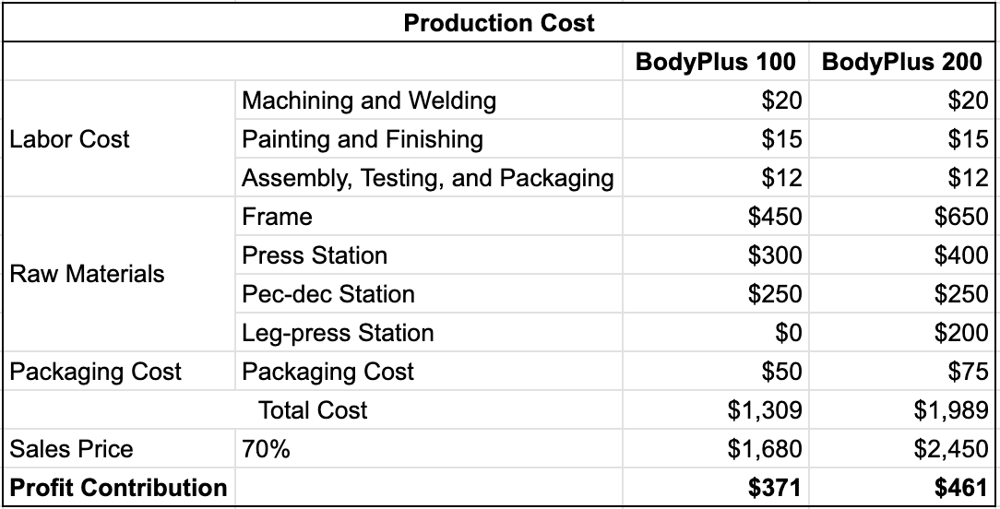 Production Cost
BodyPlus 100 BodyPlus 200
Labor Cost Machining and Welding $20 $20
Painting and Finishing $15 $15
Assembly, Testing, and Packaging $12 $12
Raw Materials Frame $450 $650
Press Station $300 $400
Pec-dec Station $250 $250
Leg-press Station $0 $200
Packaging Cost Packaging Cost $50 $75
Total Cost $1,309 $1,989
Sales Price 70% $1,680 $2,450
Profit Contribution $371 $461